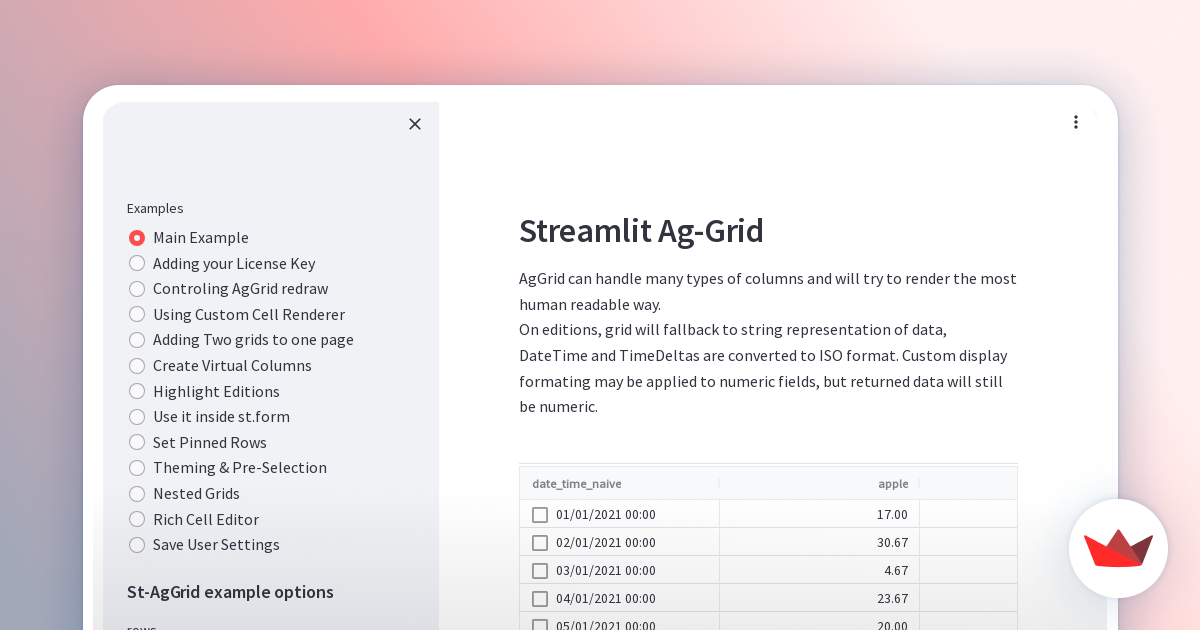 Examples
Main Example
Adding your License Key
Controling AgGrid redraw
Using Custom Cell Renderer
Adding Two grids to one page
Create Virtual Columns
Highlight Editions
Use it inside st.form
Set Pinned Rows
Theming & Pre-Selection
Nested Grids
Rich Cell Editor
Save User Settings
St-AgGrid example options
rows
Streamlit Ag-Grid
AgGrid can handle many types of columns and will try to render the most
human readable way.
On editions, grid will fallback to string representation of data,
DateTime and TimeDeltas are converted to ISO format. Custom display
formating may be applied to numeric fields, but returned data will still
be numeric.
date_time_naive apple
01/01/2021 00:00 17.00
02/01/2021 00:00 30.67
03/01/2021 00:00 4.67
04/01/2021 00:00 23.67
05/01/2021 00:00 20.00